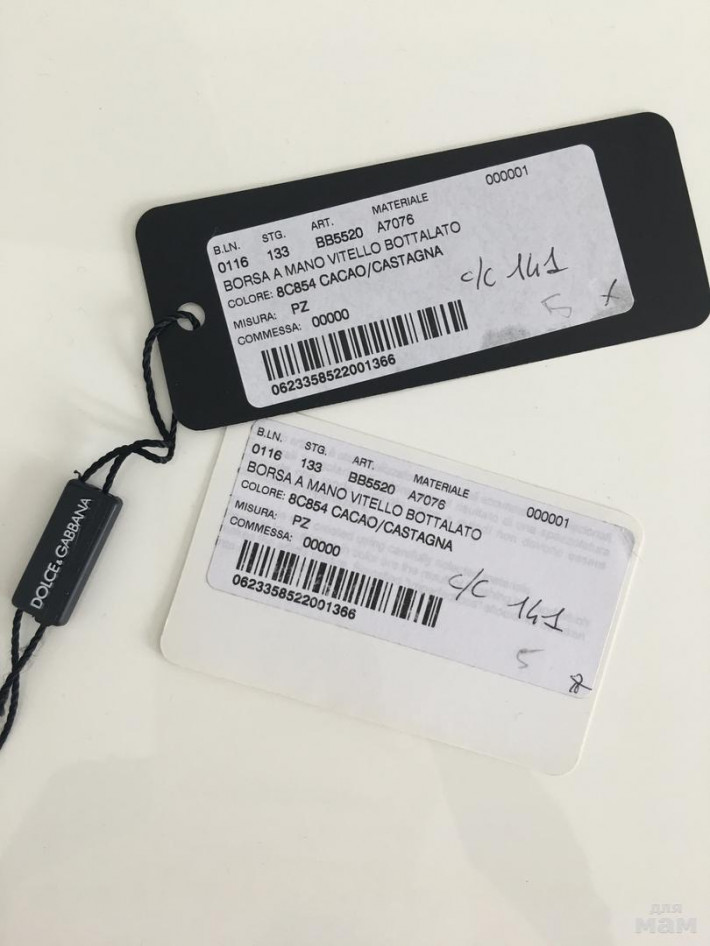 B.LN. STG. ART. MATERIALE 000001
0116 133 BB5520 A7076
BORSA A MANO VITELLO BOTTALATO
COLORE: 8C854 CACAO/CASTAGNA
MISURA: PZ
COMMESSA: 00000
c/c 141
5 x
0623358522001366
DOLCE&GABBANA
B.LN. STG. ART. MATERIALE 000001
0116 133 BB5520 A7076
BORSA A MANO VITELLO BOTTALATO
COLORE: 8C854 CACAO/CASTAGNA
MISURA: PZ
COMMESSA: 00000
c/c 141
0623358522001366
5
для
мам